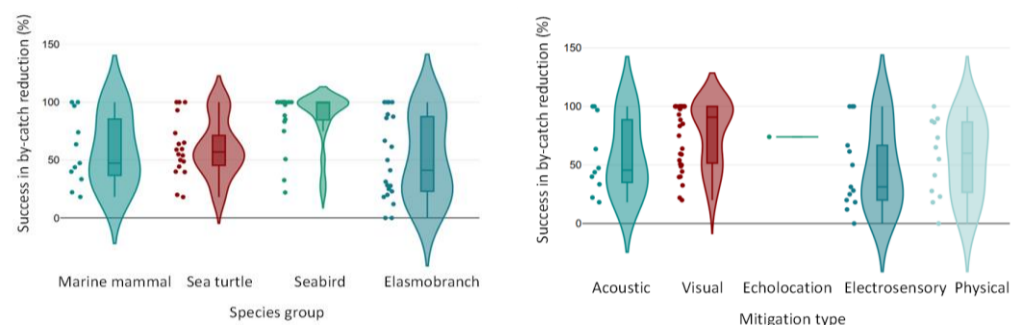 Success in by-catch reduction (%)
150
100
50
0
Marine mammal
Sea turtle
Seabird
Elasmobranch
Species group
Success in by-catch reduction (%)
150
100
50
0
Acoustic
Visual
Echolocation
Electrosensory
Physical
Mitigation type